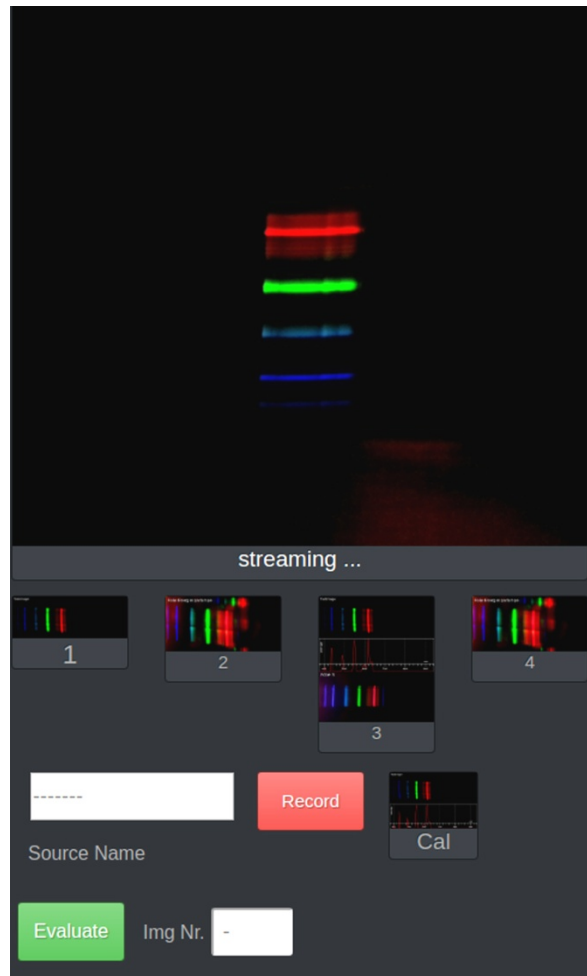 streaming ...
1
2
3
4
-------
Record
Cal
Source Name
Evaluate
Img Nr.
-